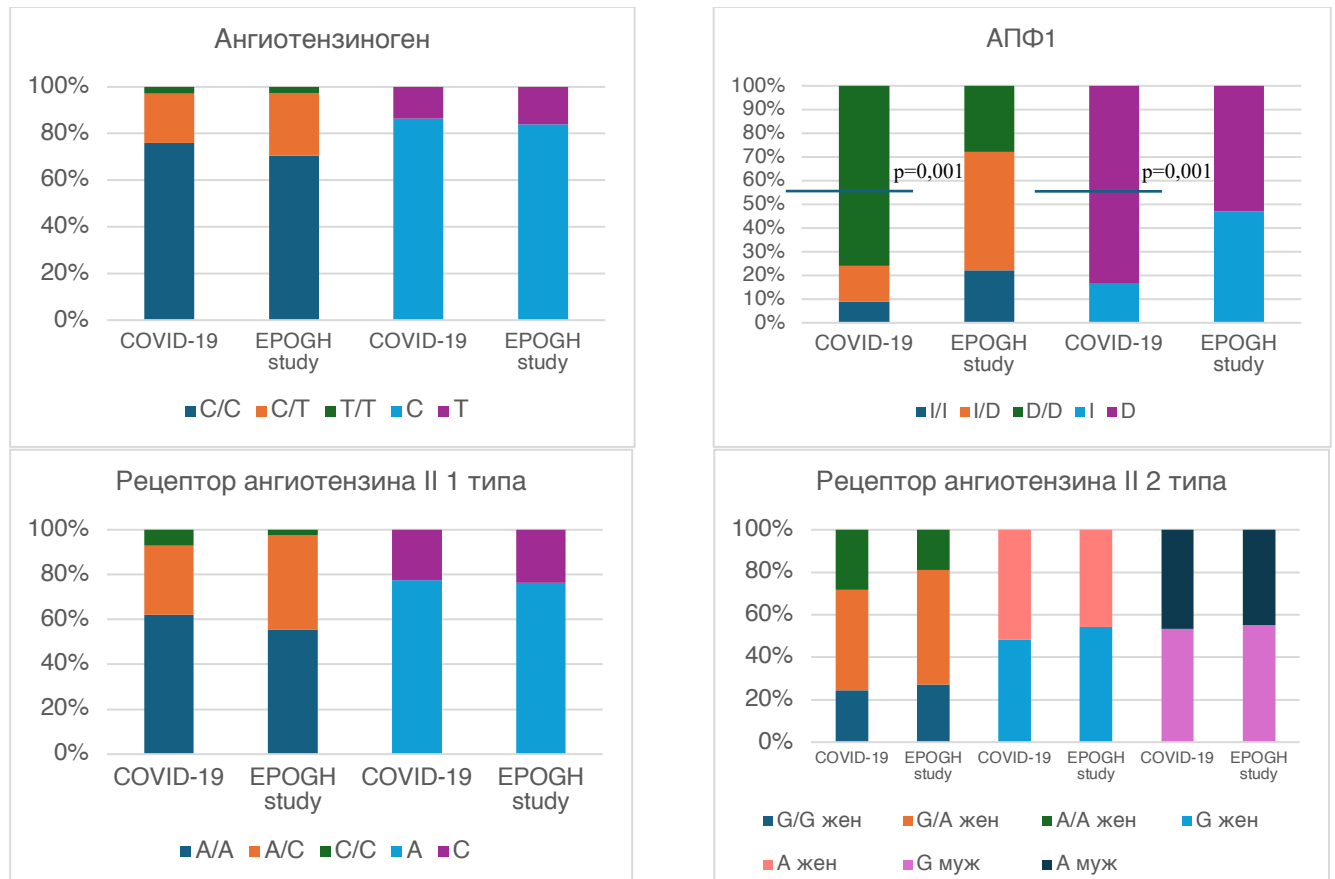 Ангиотензиноген
100%
80%
60%
40%
20%
0%
COVID-19 EPOGH study COVID-19 EPOGH study
C/C C/T T/T C T
АПФ1
100%
90%
80%
70%
60%
50%
40%
30%
20%
10%
0%
p=0,001 p=0,001
COVID-19 EPOGH study COVID-19 EPOGH study
I/I I/D D/D I D
Рецептор ангиотензина II 1 типа
100%
80%
60%
40%
20%
0%
COVID-19 EPOGH study COVID-19 EPOGH study
A/A A/C C/C A C
Рецептор ангиотензина II 2 типа
100%
80%
60%
40%
20%
0%
COVID-19 EPOGH study COVID-19 EPOGH study COVID-19 EPOGH study
G/G жен G/A жен A/A жен G жен
A жен G муж A муж